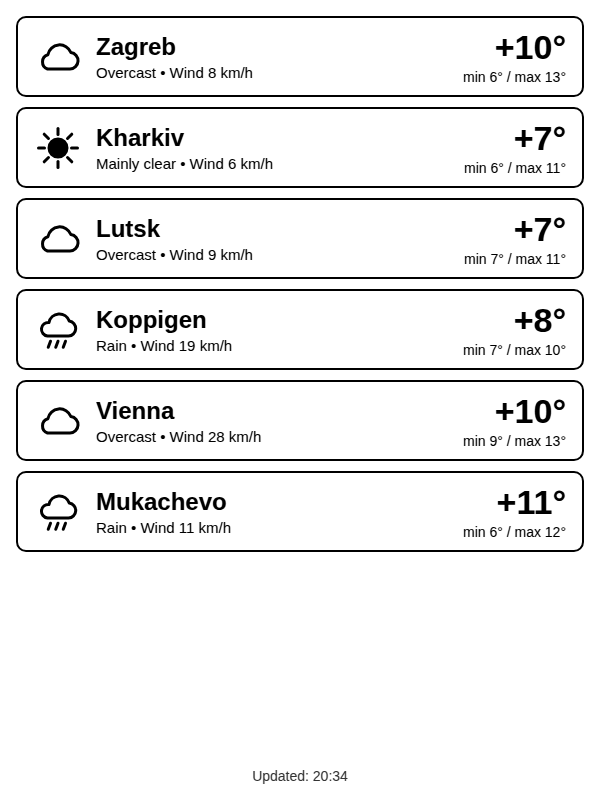 Zagreb
+10°
Overcast • Wind 8 km/h
min 6° / max 13°
Kharkiv
+7°
Mainly clear • Wind 6 km/h
min 6° / max 11°
Lutsk
+7°
Overcast • Wind 9 km/h
min 7° / max 11°
Koppigen
+8°
Rain • Wind 19 km/h
min 7° / max 10°
Vienna
+10°
Overcast • Wind 28 km/h
min 9° / max 13°
Mukachevo
+11°
Rain • Wind 11 km/h
min 6° / max 12°
Updated: 20:34